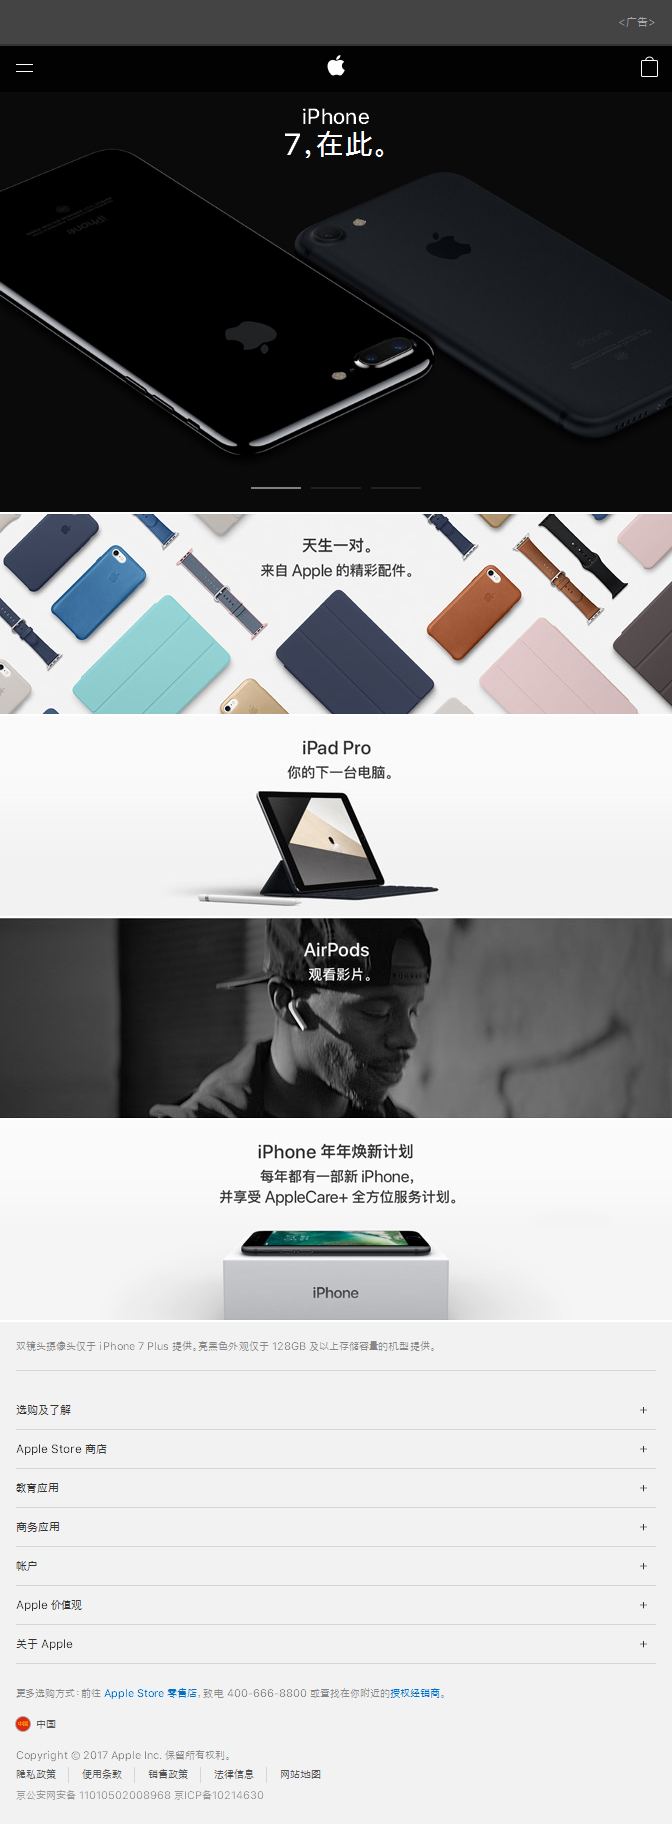 <广告>
iPhone
7,在此。
iPhone
天生一对。
来自 Apple 的精彩配件。
iPad Pro
你的下一台电脑。
AirPods
观看影片。
iPhone 年年焕新计划
每年都有一部新 iPhone,
并享受 AppleCare+ 全方位服务计划。
iPhone
双镜头摄像头仅于 iPhone 7 Plus 提供。亮黑色外观仅于 128GB 及以上存储容量的机型提供。
选购及了解 +
Apple Store 商店 +
教育应用 +
商务应用 +
帐户 +
Apple 价值观 +
关于 Apple +
更多选购方式：前往 Apple Store 零售店，致电 400-666-8800 或查找在你附近的授权经销商。
中国
Copyright © 2017 Apple Inc. 保留所有权利。
隐私政策 使用条款 销售政策 法律信息 网站地图
京公安网安备 11010502008968 京ICP备10214630